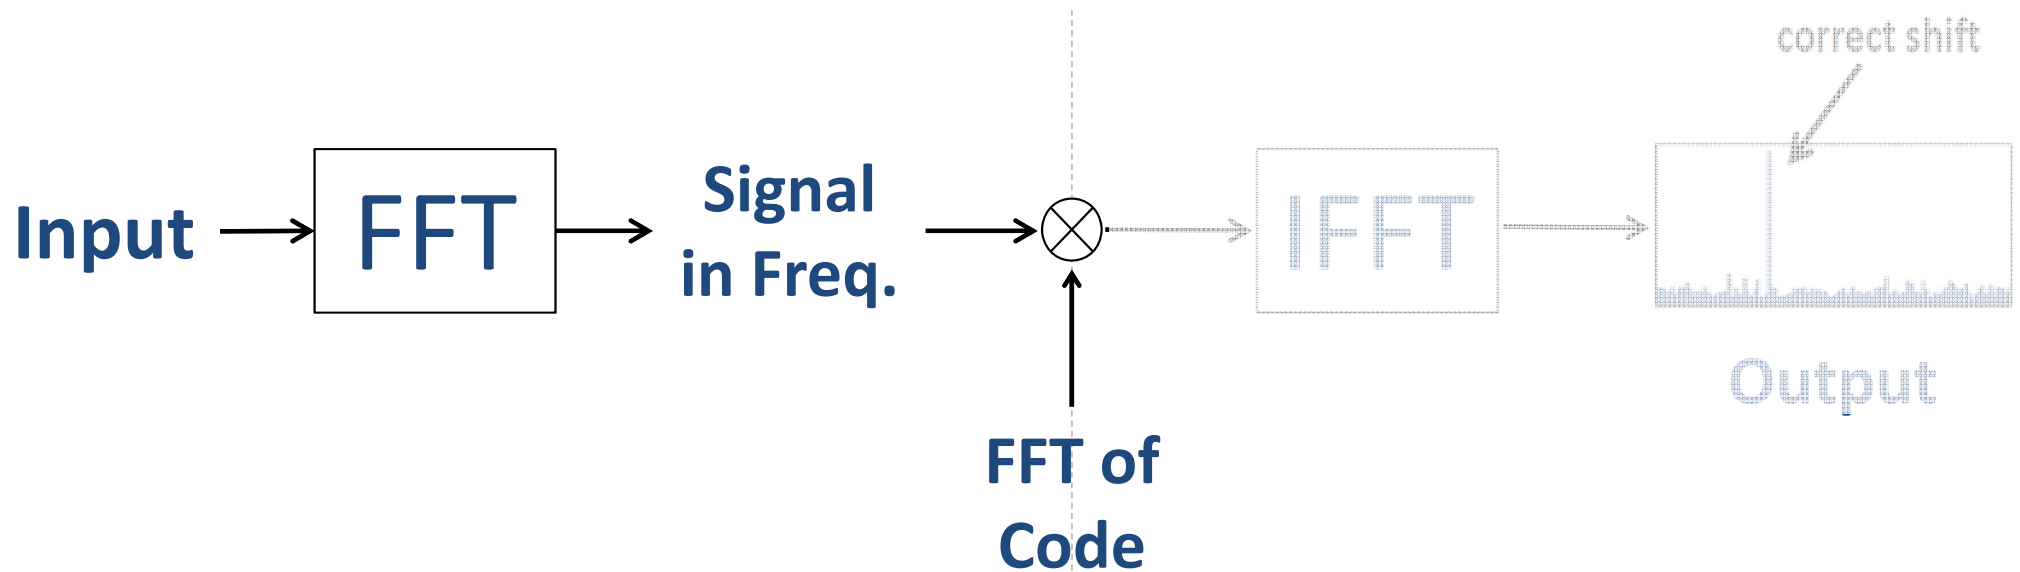 correct shift
Input
FFT
Signal
in Freq.
IFFT
Output
FFT of
Code